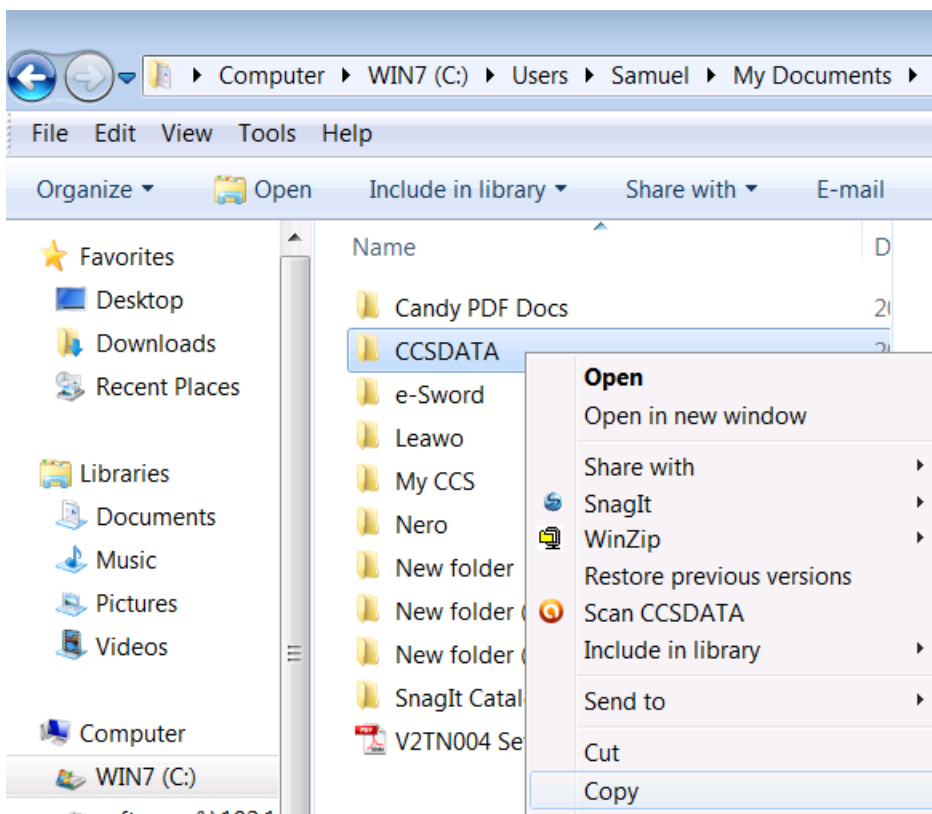 Computer WIN7 (C:) Users Samuel My Documents
File Edit View Tools Help
Organize Open Include in library Share with E-mail
Name D
Favorites
Desktop
Downloads
Recent Places
Libraries
Documents
Music
Pictures
Videos
Computer
WIN7 (C:)
Candy PDF Docs
CCSDATA
e-Sword
Leawo
My CCS
Nero
New folder
New folder (
New folder (
SnagIt Catal
V2TN004 Se
Open
Open in new window
Share with
SnagIt
WinZip
Restore previous versions
Scan CCSDATA
Include in library
Send to
Cut
Copy